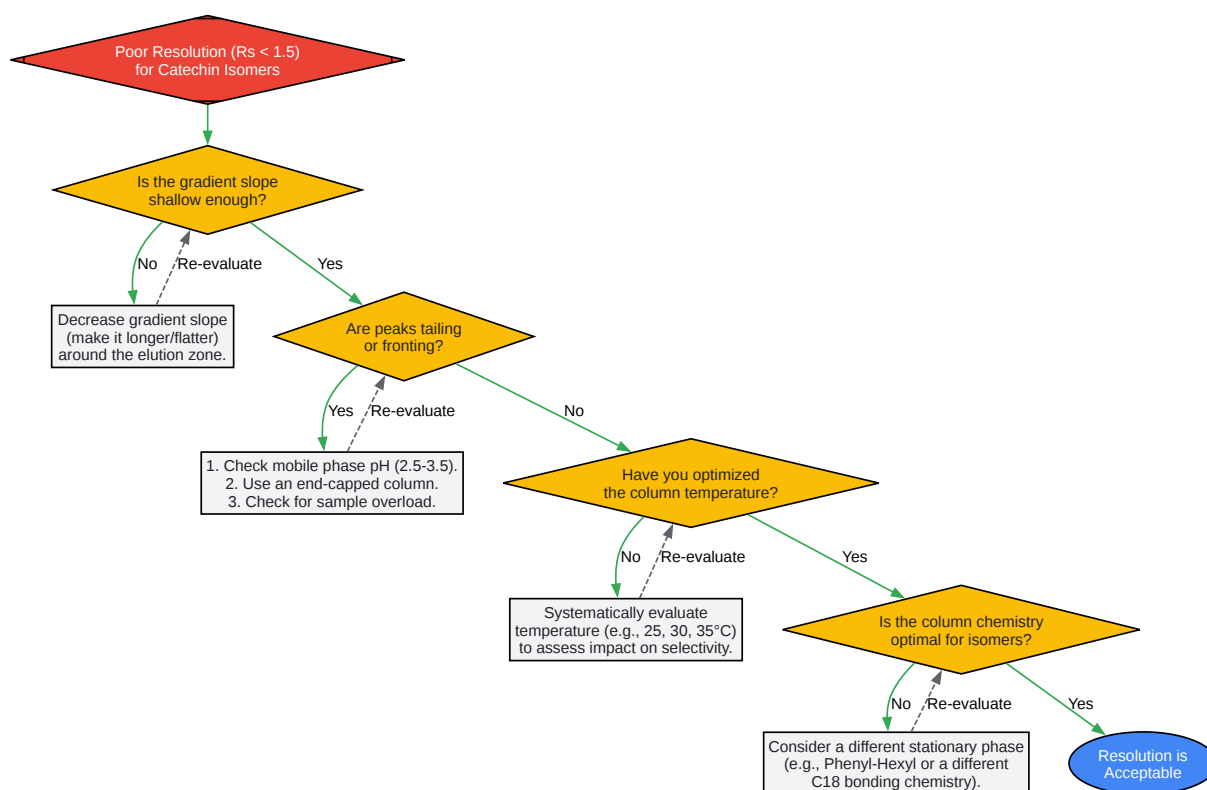 Poor Resolution (Rs < 1.5)
for Catechin Isomers
Is the gradient slope
shallow enough?
No
Re-evaluate
Yes
Decrease gradient slope
(make it longer/flatter)
around the elution zone.
Are peaks tailing
or fronting?
Yes
Re-evaluate
No
1. Check mobile phase pH (2.5-3.5).
2. Use an end-capped column.
3. Check for sample overload.
Have you optimized
the column temperature?
No
Re-evaluate
Yes
Systematically evaluate
temperature (e.g., 25, 30, 35°C)
to assess impact on selectivity.
Is the column chemistry
optimal for isomers?
No
Re-evaluate
Yes
Consider a different stationary phase
(e.g., Phenyl-Hexyl or a different
C18 bonding chemistry).
Resolution is
Acceptable